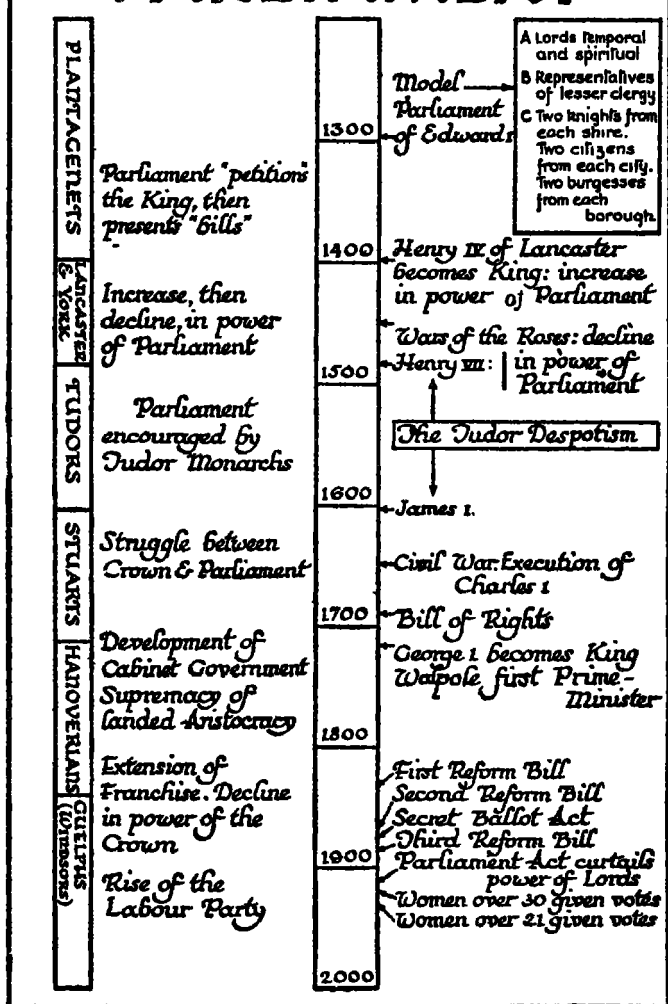 PLANTAGENETS
LANCASTER
& YORK
TUDORS
STUARTS
HANOVERIANS
GUELPHS
(WINDSORS)
Parliament "petitions"
the King, then
presents "bills"
Increase, then
decline, in power
of Parliament
Parliament
encouraged by
Tudor Monarchs
Struggle between
Crown & Parliament
Development of
Cabinet Government
Supremacy of
landed Aristocracy
Extension of
Franchise. Decline
in power of the
Crown
Rise of the
Labour Party
1300
1400
1500
1600
1700
1800
1900
2000
Model
Parliament
of Edward I
A Lords temporal
and spiritual
B Representatives
of lesser clergy
C Two knights from
each shire.
Two citizens
from each city.
Two burgesses
from each
borough.
Henry IV of Lancaster
becomes King: increase
in power of Parliament
Wars of the Roses: decline
Henry VII: in power of
Parliament
The Tudor Despotism
James I.
Civil War. Execution of
Charles I
Bill of Rights
George I. becomes King
Walpole first Prime-
Minister
First Reform Bill
Second Reform Bill
Secret Ballot Act
Third Reform Bill
Parliament Act curtails
power of Lords
Women over 30 given votes
Women over 21 given votes